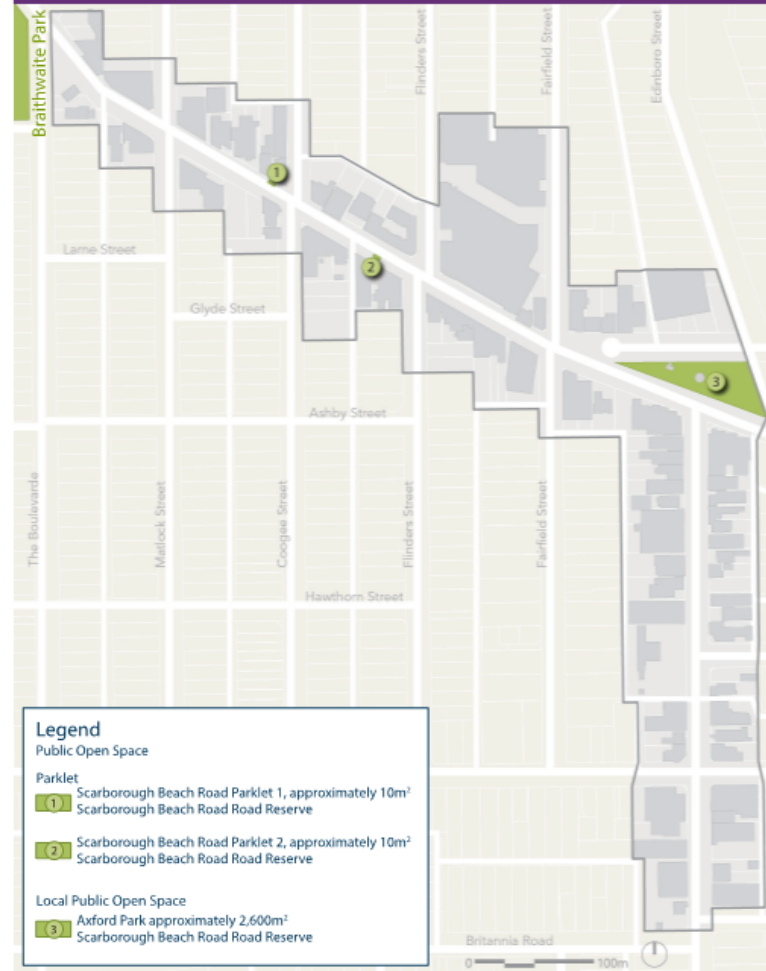 Braithwaite Park
Flinders Street
Fairfield Street
Edinboro Street
1
2
3
Larne Street
Glyde Street
Ashby Street
The Boulevarde
Matlock Street
Coogee Street
Flinders Street
Fairfield Street
Hawthorn Street
Legend
Public Open Space
Parklet
1 Scarborough Beach Road Parklet 1, approximately 10m²
Scarborough Beach Road Road Reserve
2 Scarborough Beach Road Parklet 2, approximately 10m²
Scarborough Beach Road Road Reserve
Local Public Open Space
3 Axford Park approximately 2,600m²
Scarborough Beach Road Road Reserve
Britannia Road
0 100m